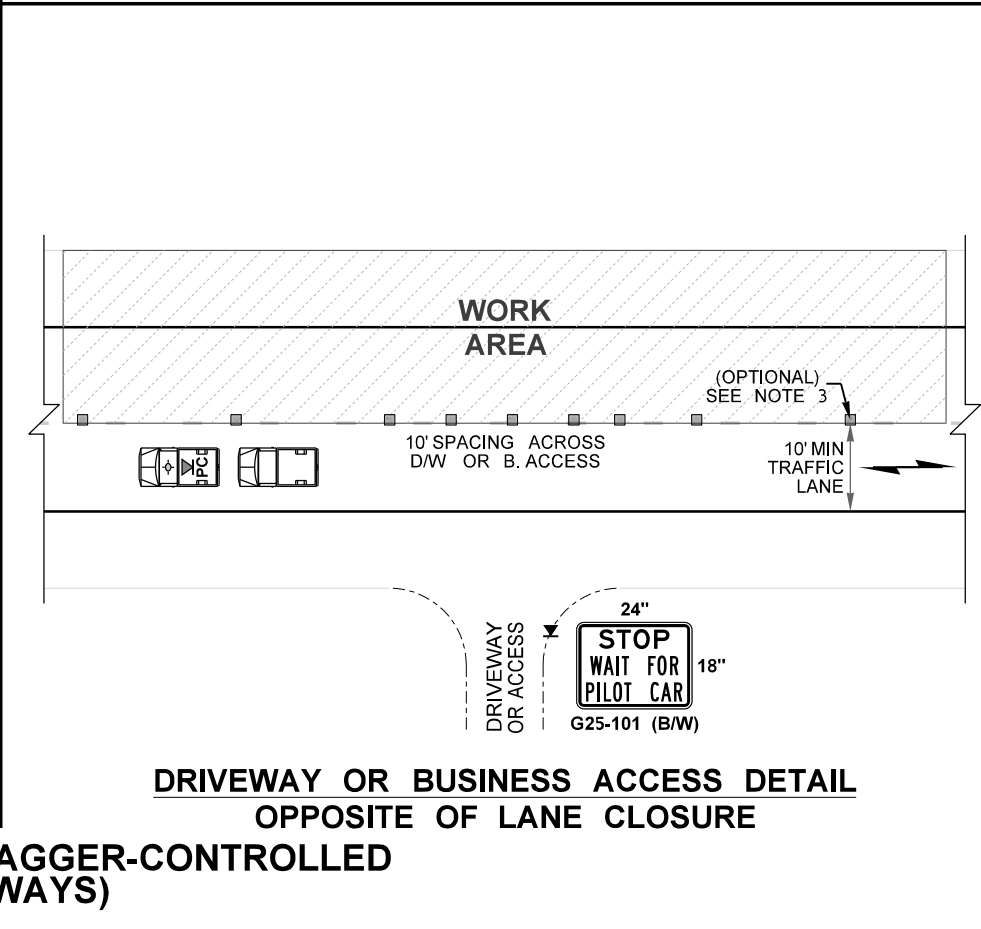 WORK
AREA
(OPTIONAL)
SEE NOTE 3
10' SPACING ACROSS
D/W OR B. ACCESS
10' MIN
TRAFFIC
LANE
PC
DRIVEWAY
OR ACCESS
24"
STOP
WAIT FOR
PILOT CAR
18"
G25-101 (B/W)
DRIVEWAY OR BUSINESS ACCESS DETAIL
OPPOSITE OF LANE CLOSURE
AGGER-CONTROLLED
WAYS)